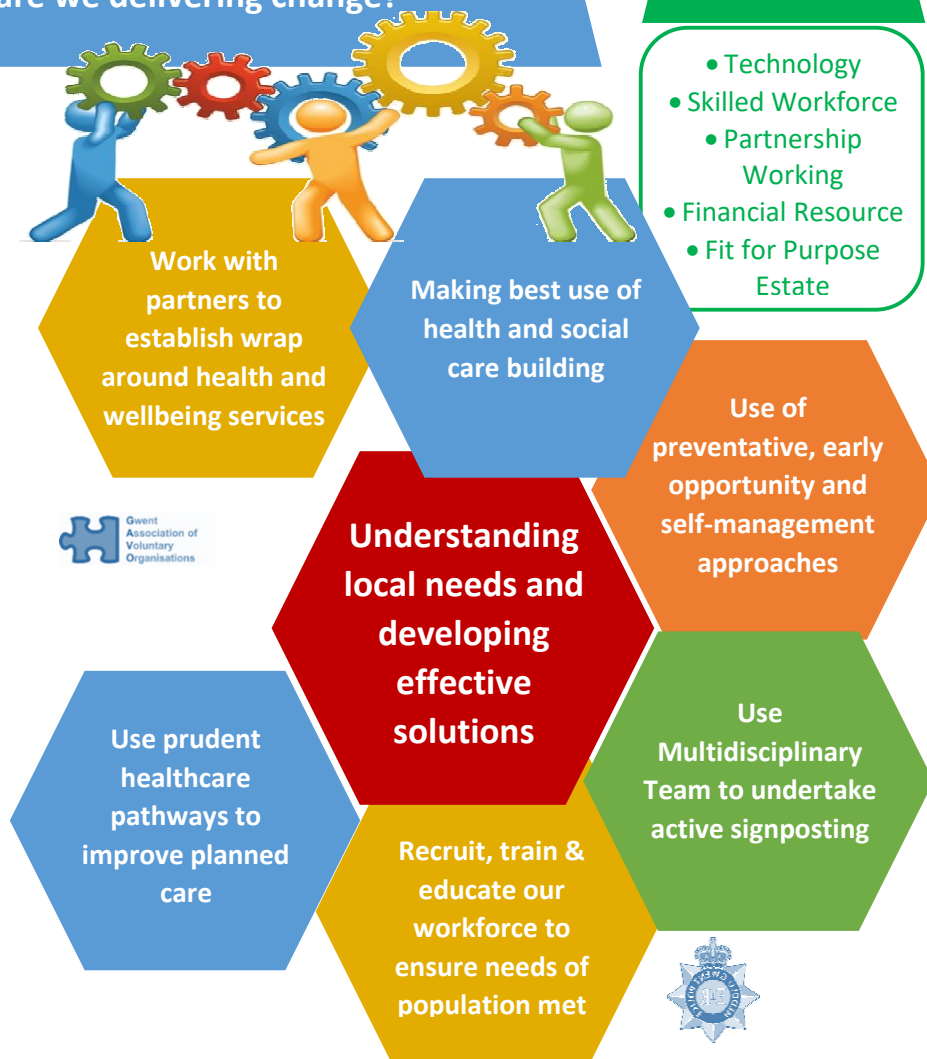 are we delivering change?
• Technology
• Skilled Workforce
• Partnership
Working
• Financial Resource
• Fit for Purpose
Estate
Work with
partners to
establish wrap
around health and
wellbeing services
Making best use of
health and social
care building
Use of
preventative, early
opportunity and
self-management
approaches
Gwent
Association of
Voluntary
Organisations
Understanding
local needs and
developing
effective
solutions
Use
Multidisciplinary
Team to undertake
active signposting
Use prudent
healthcare
pathways to
improve planned
care
Recruit, train &
educate our
workforce to
ensure needs of
population met